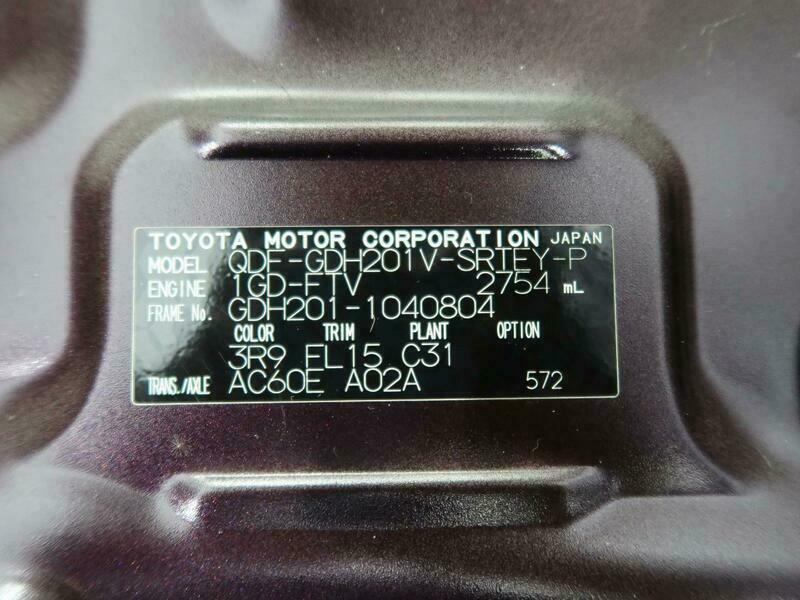 TOYOTA MOTOR CORPORATION JAPAN
MODEL QDF-GDH201V-SRTEY-P
ENGINE 1GD-FTV 2754 mL
FRAME No. GDH201-1040804
COLOR TRIM PLANT OPTION
3R9 FL15 C31
TRANS./AXLE AC60E A02A 572